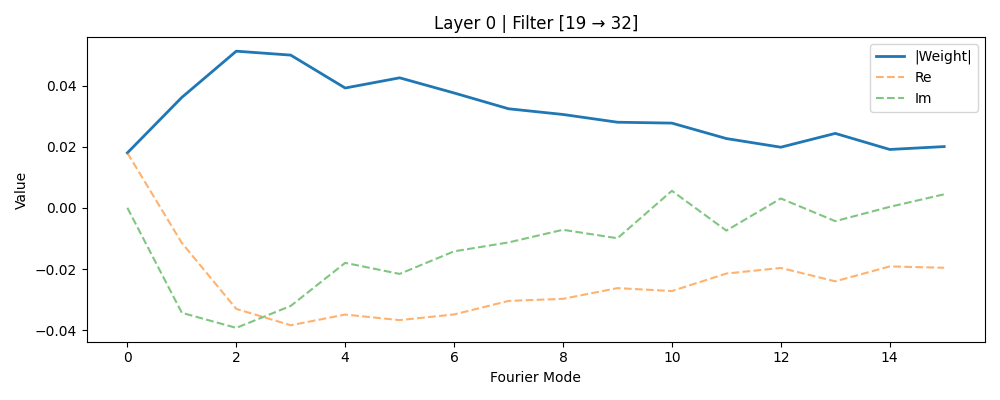 Layer 0 | Filter [19 → 32]
|Weight|
Re
Im
Value
0.04
0.02
0.00
−0.02
−0.04
0 2 4 6 8 10 12 14
Fourier Mode